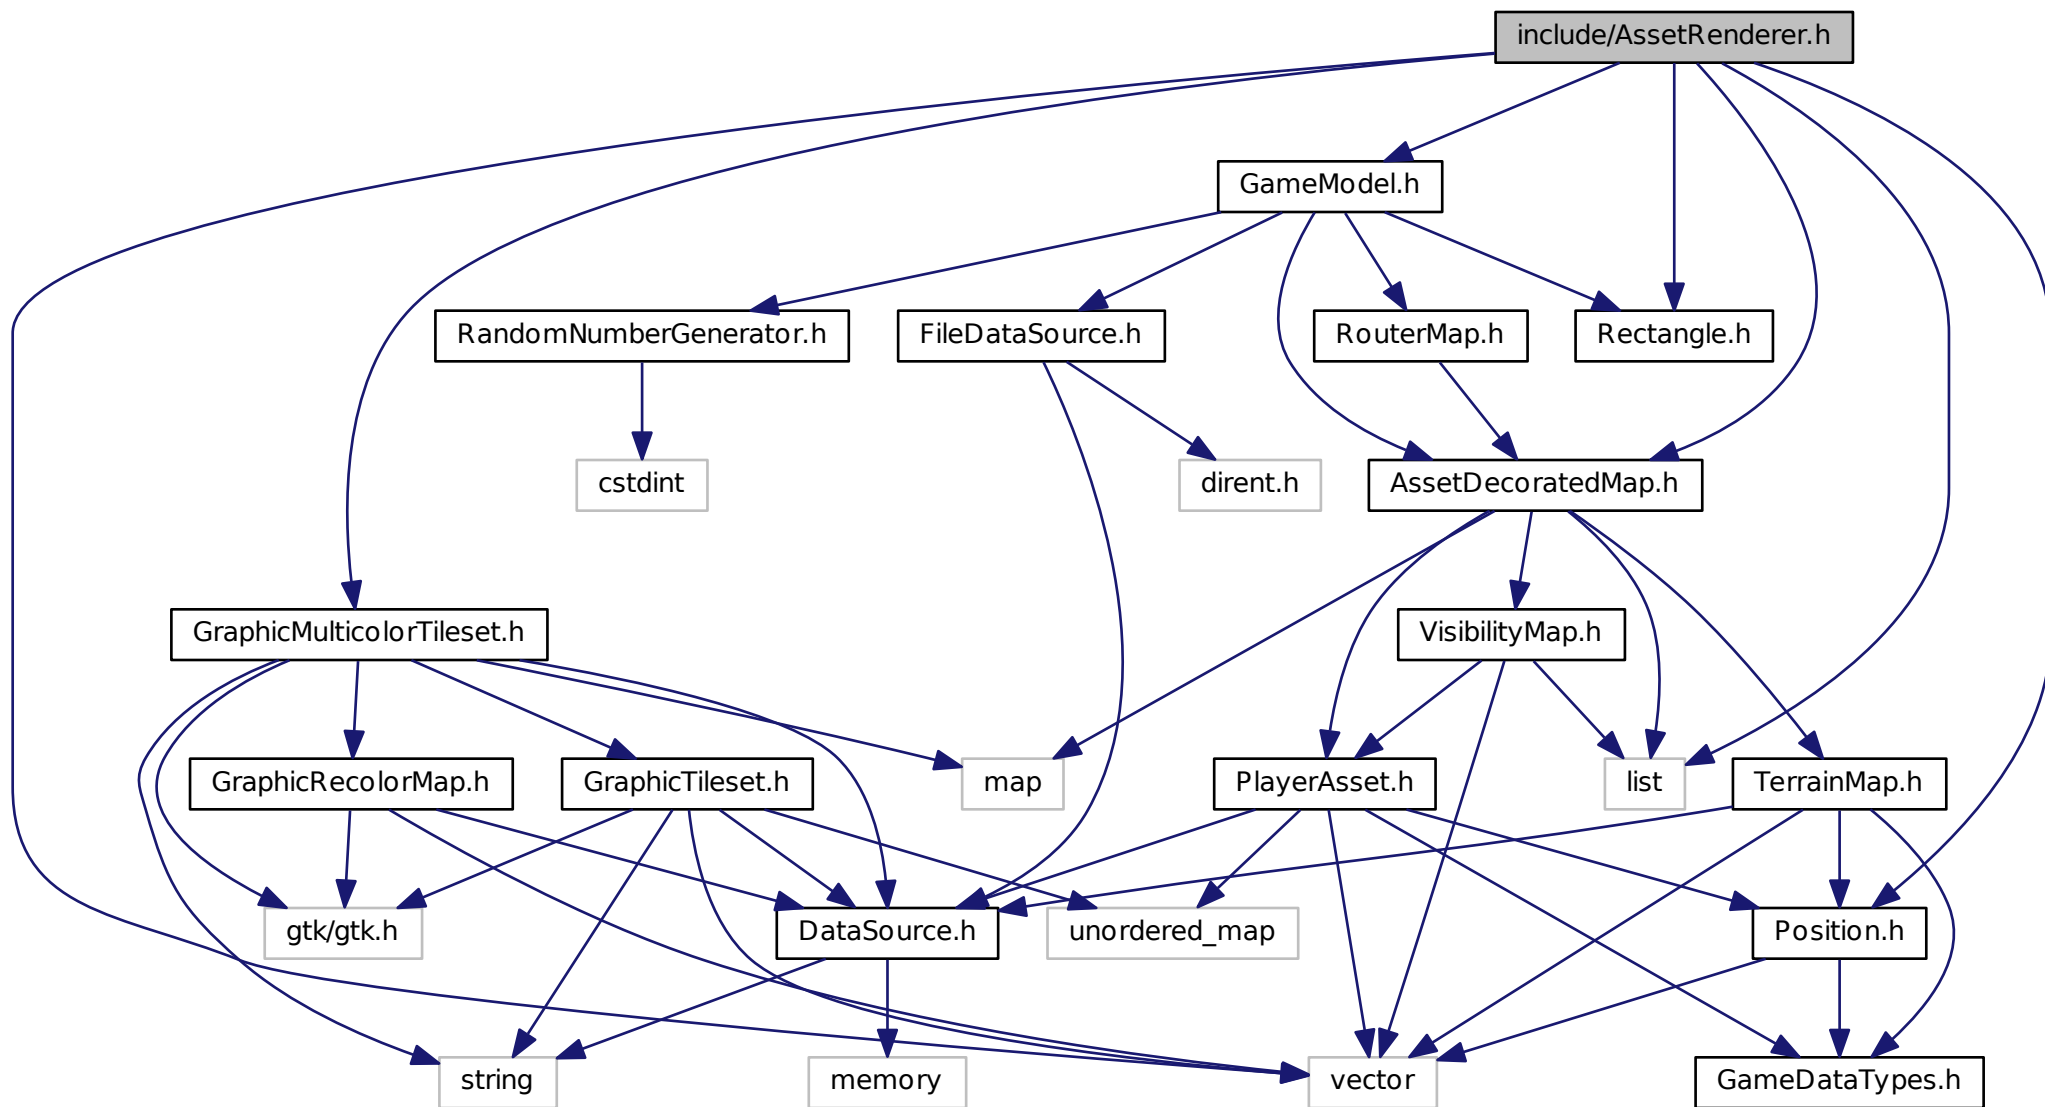 include/AssetRenderer.h
GameModel.h
RandomNumberGenerator.h
FileDataSource.h
RouterMap.h
Rectangle.h
cstdint
dirent.h
AssetDecoratedMap.h
GraphicMulticolorTileset.h
VisibilityMap.h
GraphicRecolorMap.h
GraphicTileset.h
map
PlayerAsset.h
list
TerrainMap.h
gtk/gtk.h
DataSource.h
unordered_map
Position.h
string
memory
vector
GameDataTypes.h